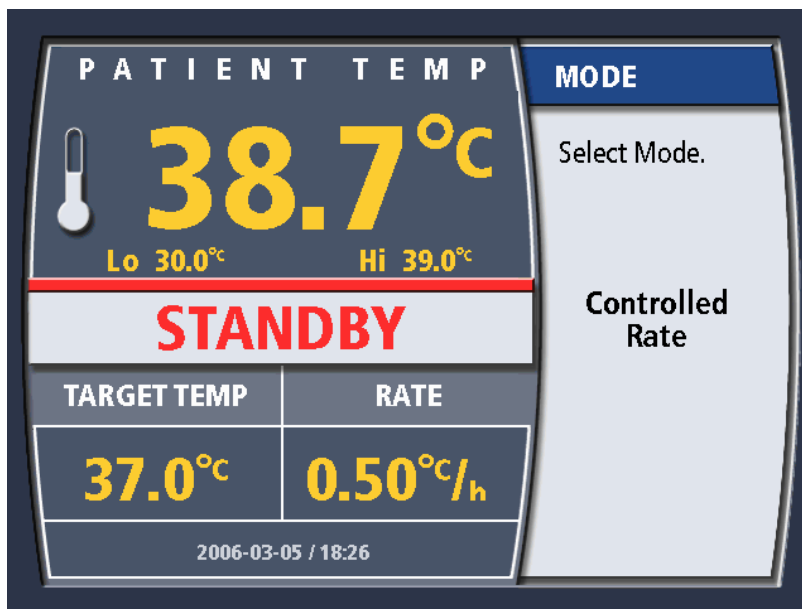 PATIENT TEMP
38.7°C
Lo 30.0°C Hi 39.0°C
STANDBY
TARGET TEMP RATE
37.0°C 0.50°C/h
2006-03-05 / 18:26
MODE
Select Mode.
Controlled
Rate